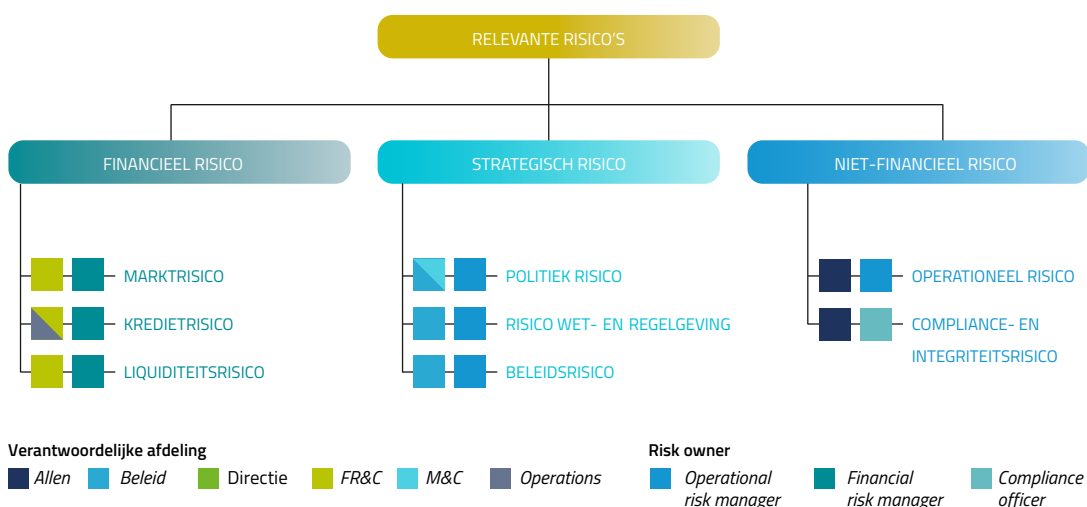 RELEVANTE RISICO'S
FINANCIEEL RISICO
STRATEGISCH RISICO
NIET-FINANCIEEL RISICO
MARKTRISICO
KREDIETRISICO
LIQUIDITEITSRISICO
POLITIEK RISICO
RISICO WET- EN REGELGEVING
BELEIDSRISICO
OPERATIONEEL RISICO
COMPLIANCE- EN
INTEGRITEITSRISICO
Verantwoordelijke afdeling
Allen
Beleid
Directie
FR&C
M&C
Operations
Risk owner
Operational
risk manager
Financial
risk manager
Compliance
officer